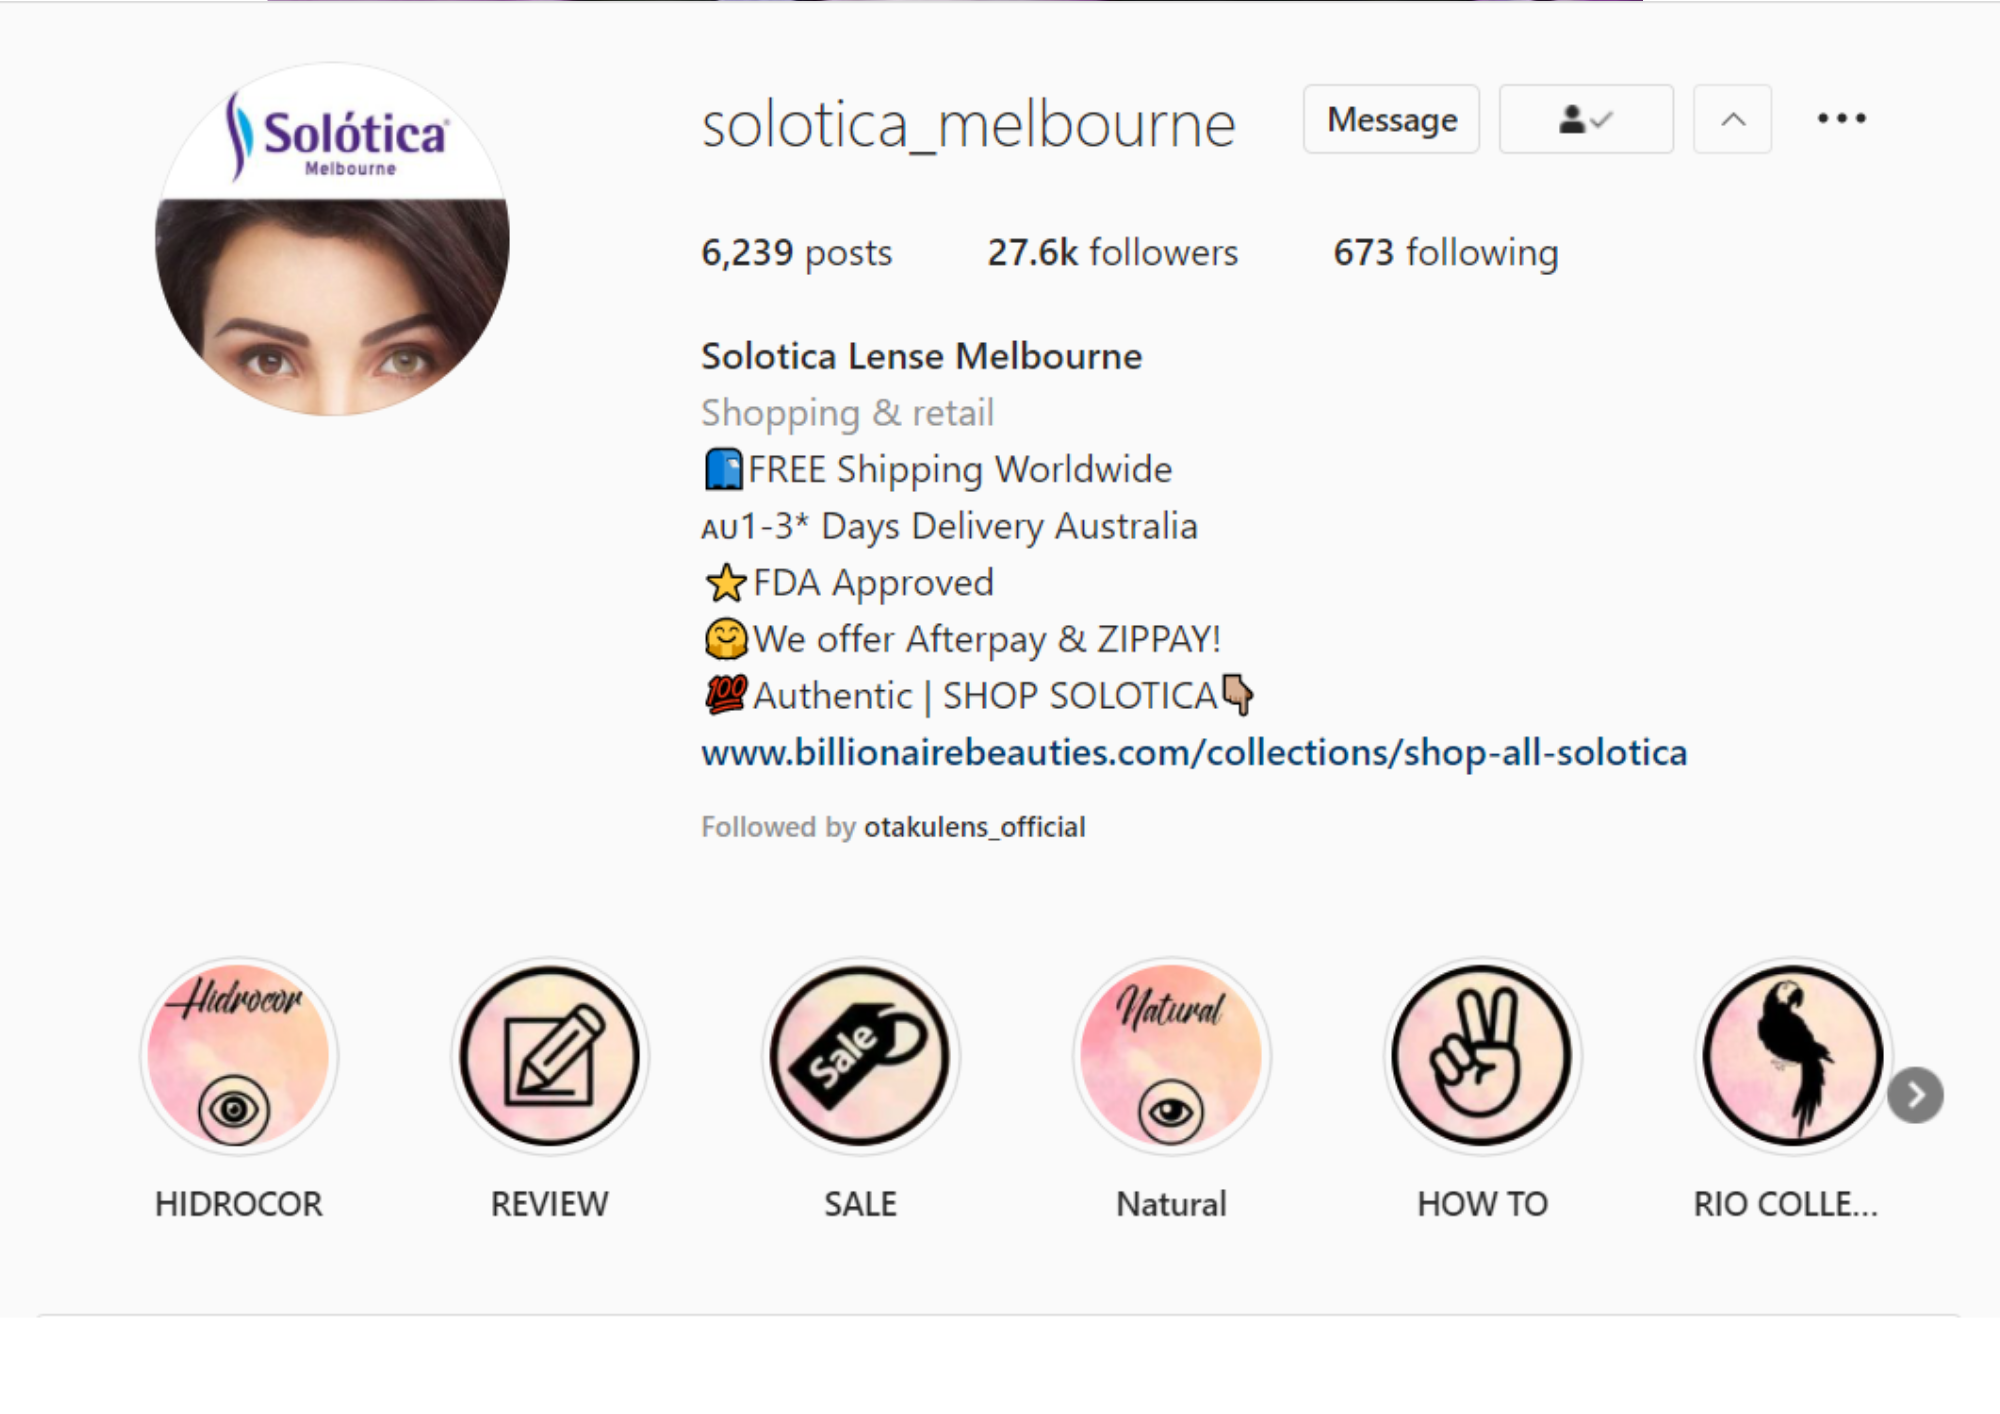 Solótica
Melbourne
solotica_melbourne
Message
6,239 posts 27.6k followers 673 following
Solotica Lense Melbourne
Shopping & retail
FREE Shipping Worldwide
AU1-3* Days Delivery Australia
⭐FDA Approved
🤗We offer Afterpay & ZIPPAY!
💯Authentic | SHOP SOLOTICA👇🏽
www.billionairebeauties.com/collections/shop-all-solotica
Followed by otakulens_official
Hidrocor
Sale
Natural
HIDROCOR
REVIEW
SALE
Natural
HOW TO
RIO COLLE...